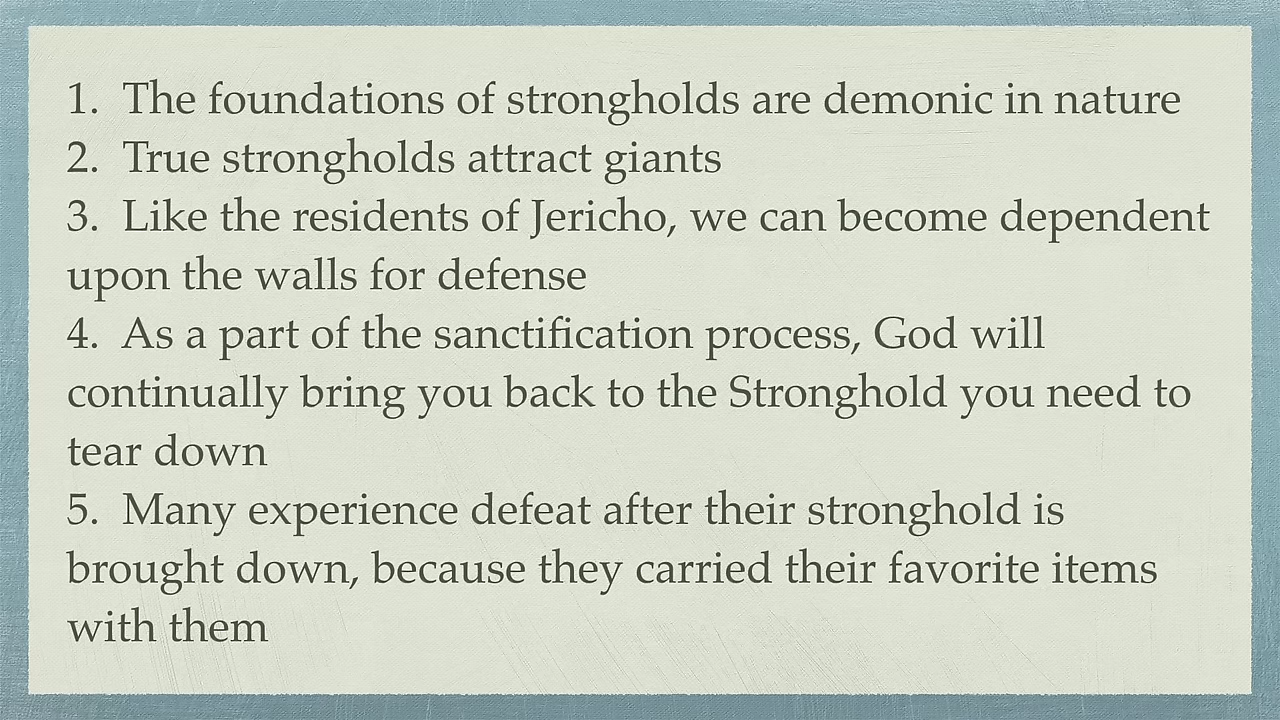 1. The foundations of strongholds are demonic in nature
2. True strongholds attract giants
3. Like the residents of Jericho, we can become dependent
upon the walls for defense
4. As a part of the sanctification process, God will
continually bring you back to the Stronghold you need to
tear down
5. Many experience defeat after their stronghold is
brought down, because they carried their favorite items
with them